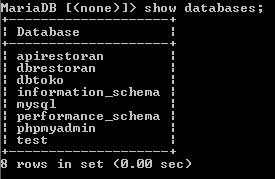 MariaDB [(none)]> show databases;
+--------------------+
| Database           |
+--------------------+
| apirestoran        |
| dbrestoran         |
| dbtoko             |
| information_schema |
| mysql              |
| performance_schema |
| phpmyadmin         |
| test               |
+--------------------+
8 rows in set (0.00 sec)